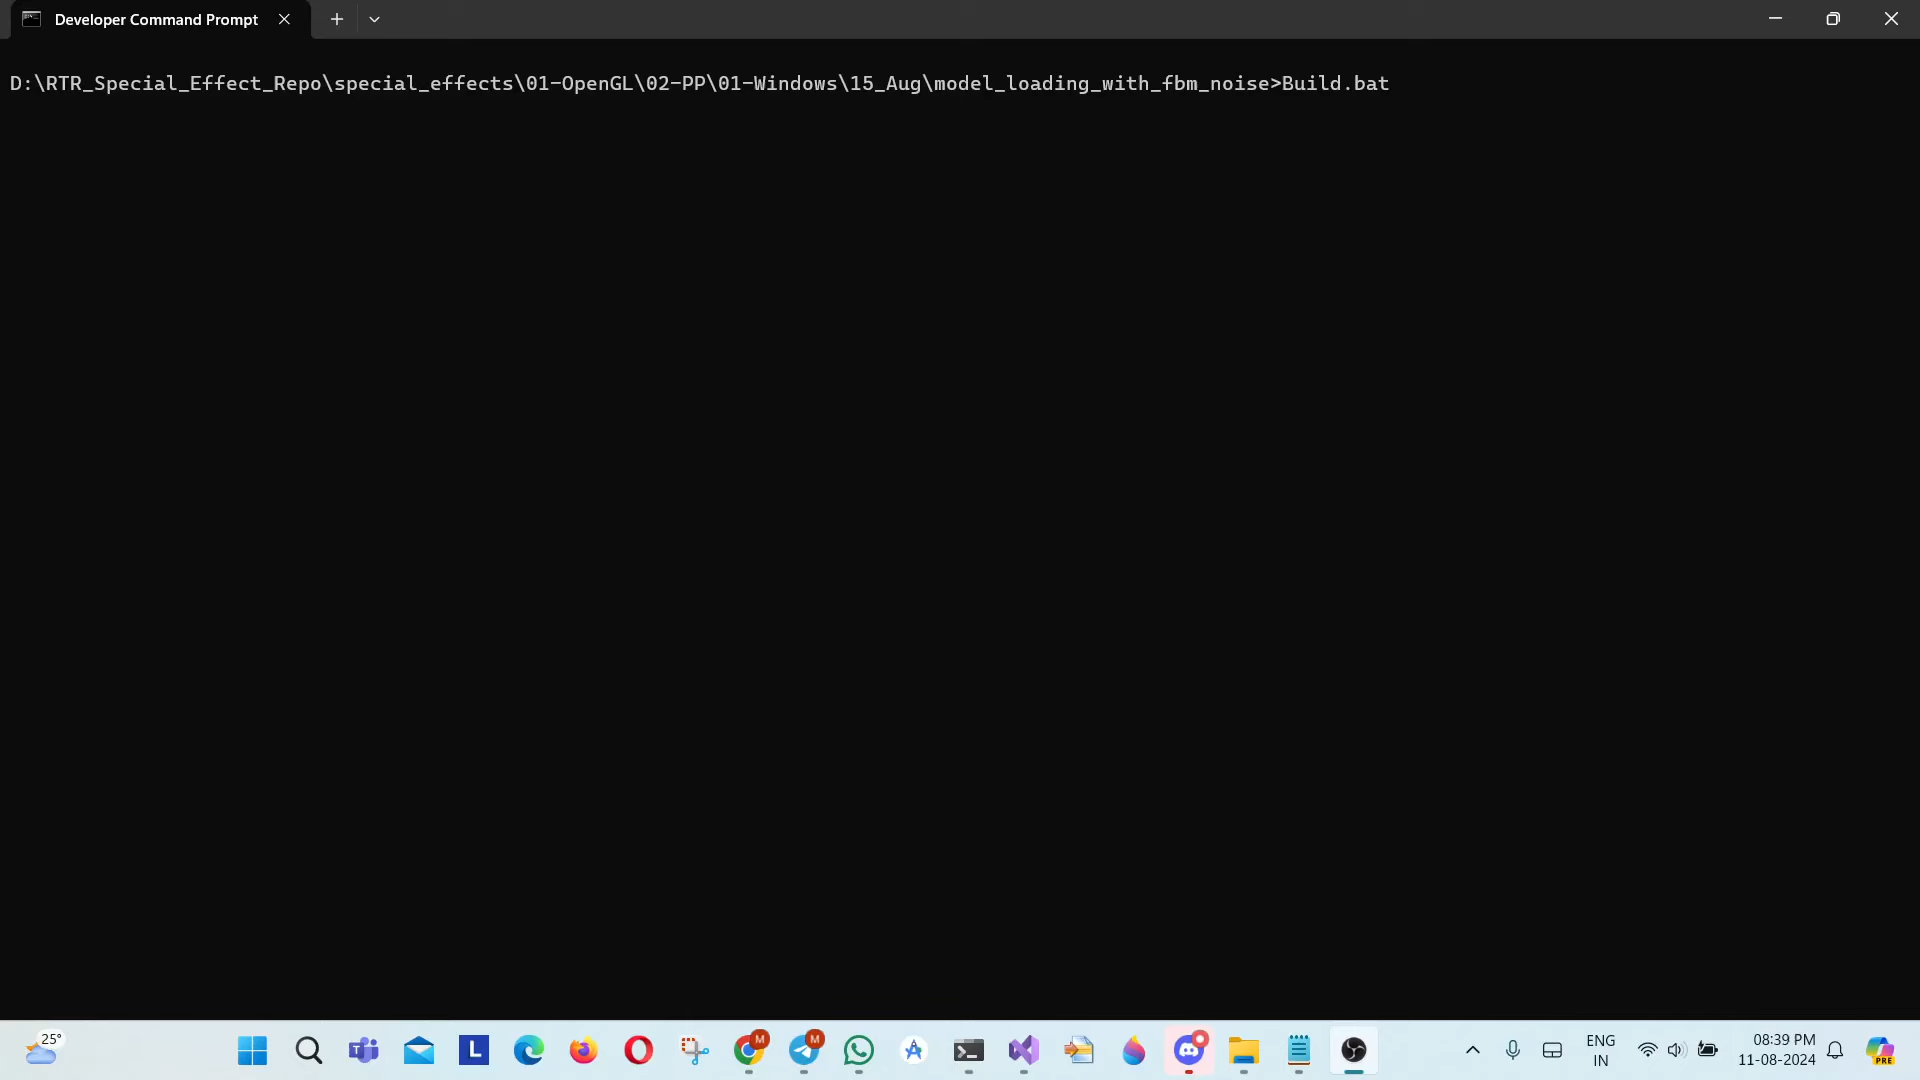 Developer Command Prompt
D:\RTR_Special_Effect_Repo\special_effects\01-OpenGL\02-PP\01-Windows\15_Aug\model_loading_with_fbm_noise>Build.bat
25°
L
M
M
ENG
IN
08:39 PM
11-08-2024
PRE